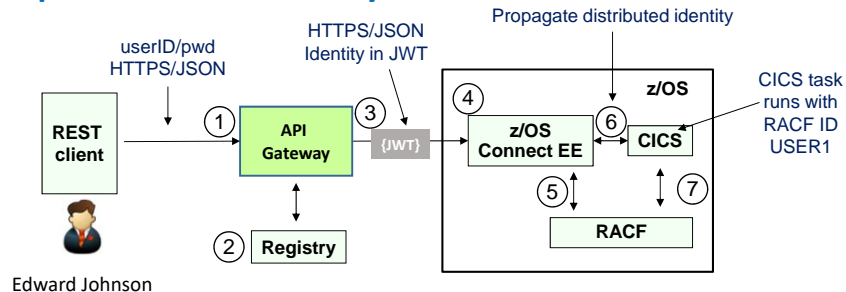 Propagate distributed identity
HTTPS/JSON
Identity in JWT
userID/pwd
HTTPS/JSON
z/OS
CICS task
runs with
RACF ID
USER1
1
3
4
6
REST
client
API
Gateway
{JWT}
z/OS
Connect EE
CICS
5
7
2
Registry
RACF
Edward Johnson